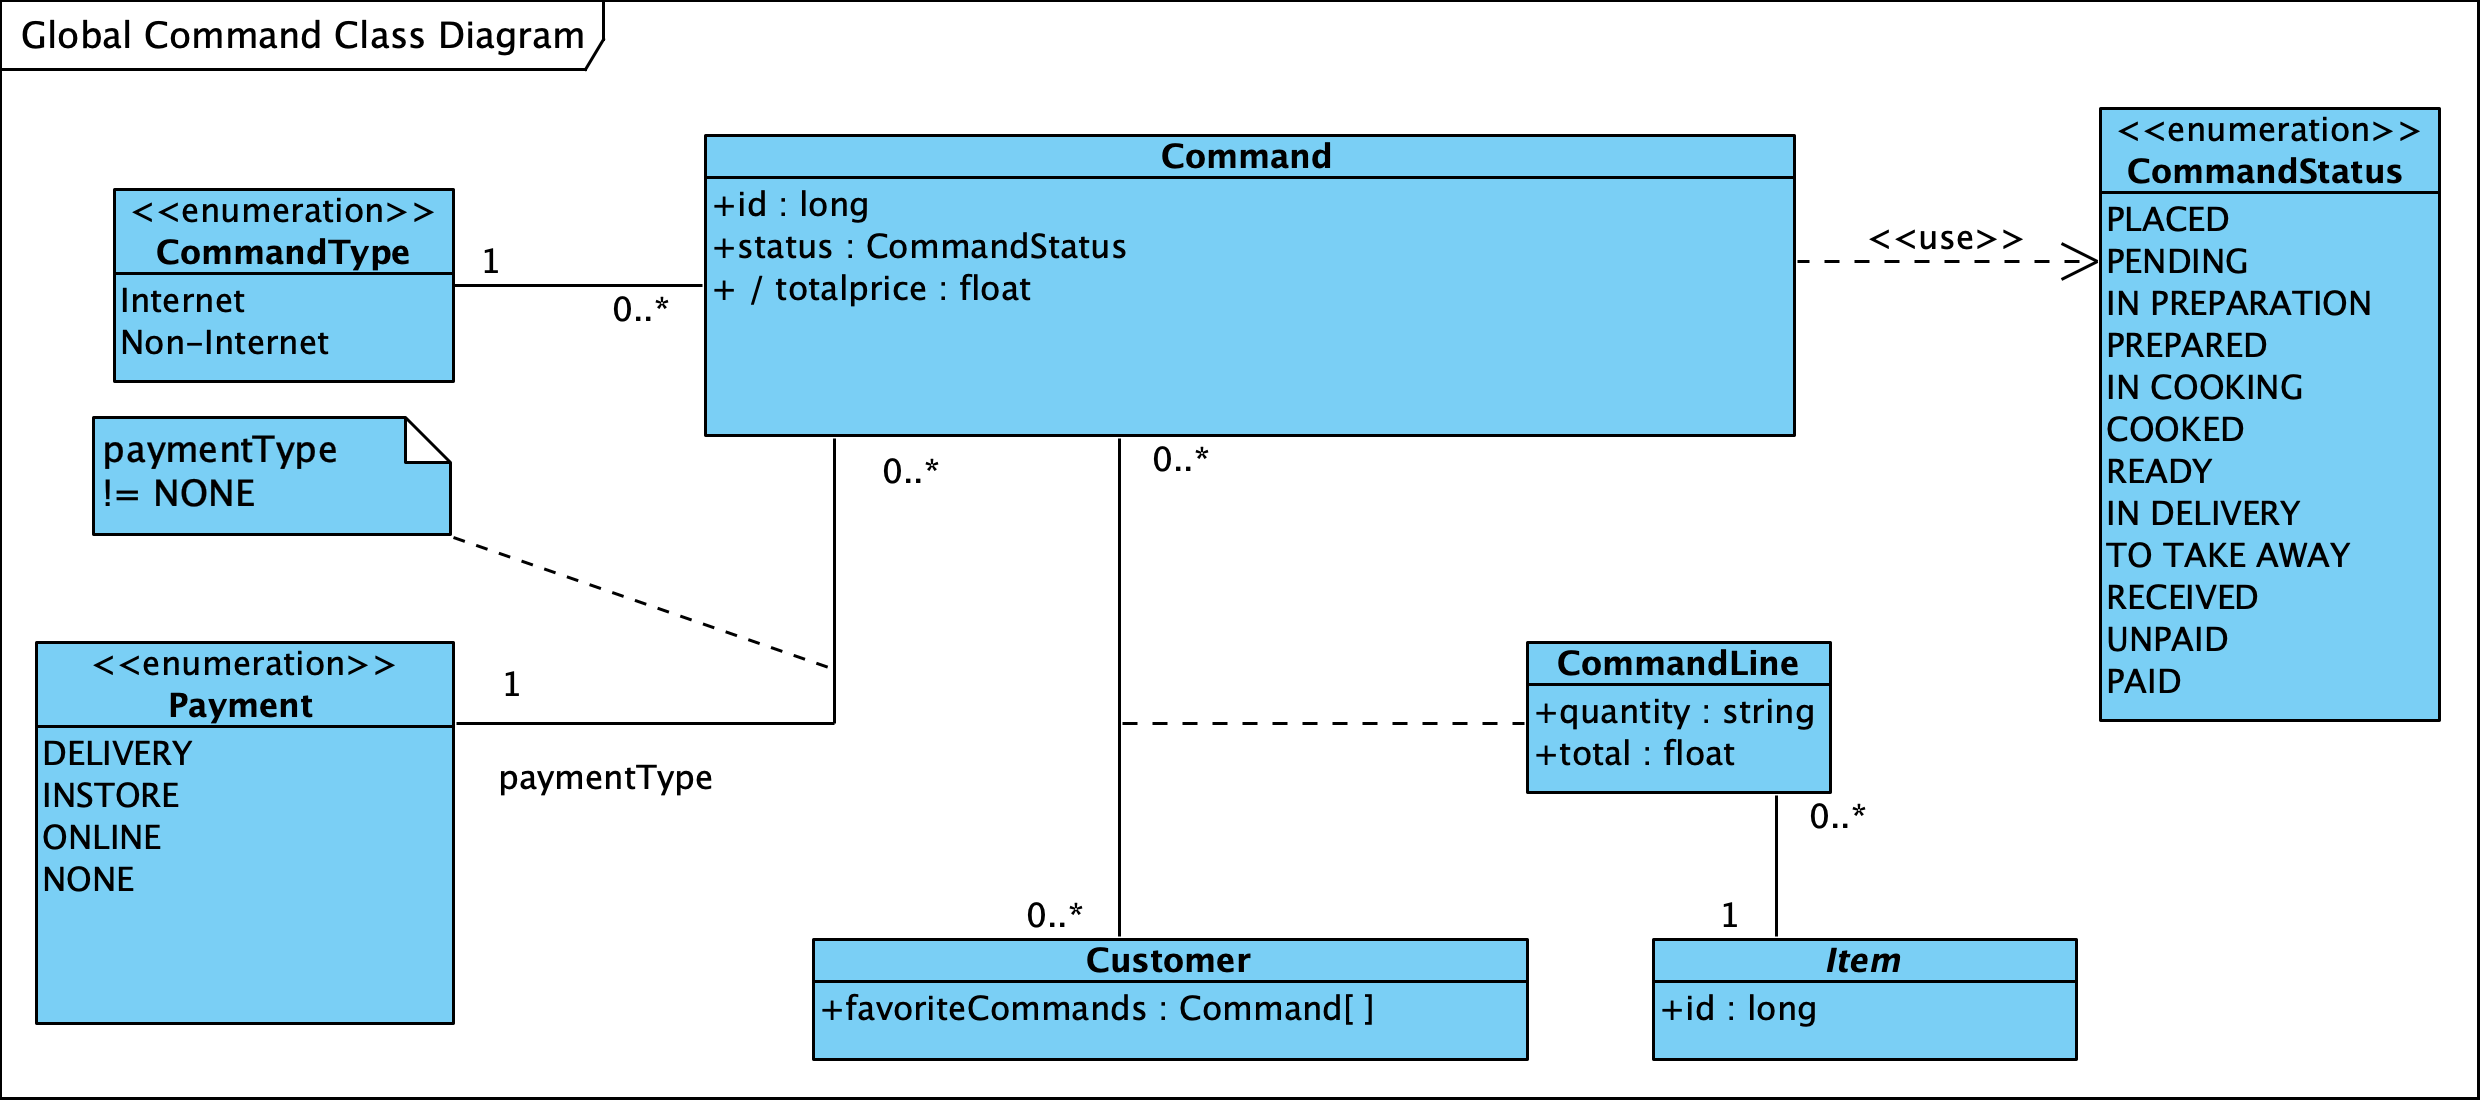 Global Command Class Diagram
<<enumeration>>
CommandType
Internet
Non-Internet
1
0..*
Command
+id : long
+status : CommandStatus
+ / totalprice : float
<<use>>
<<enumeration>>
CommandStatus
PLACED
PENDING
IN PREPARATION
PREPARED
IN COOKING
COOKED
READY
IN DELIVERY
TO TAKE AWAY
RECEIVED
UNPAID
PAID
paymentType
!= NONE
0..*
0..*
<<enumeration>>
Payment
DELIVERY
INSTORE
ONLINE
NONE
1
paymentType
CommandLine
+quantity : string
+total : float
0..*
0..*
1
Customer
+favoriteCommands : Command[ ]
Item
+id : long